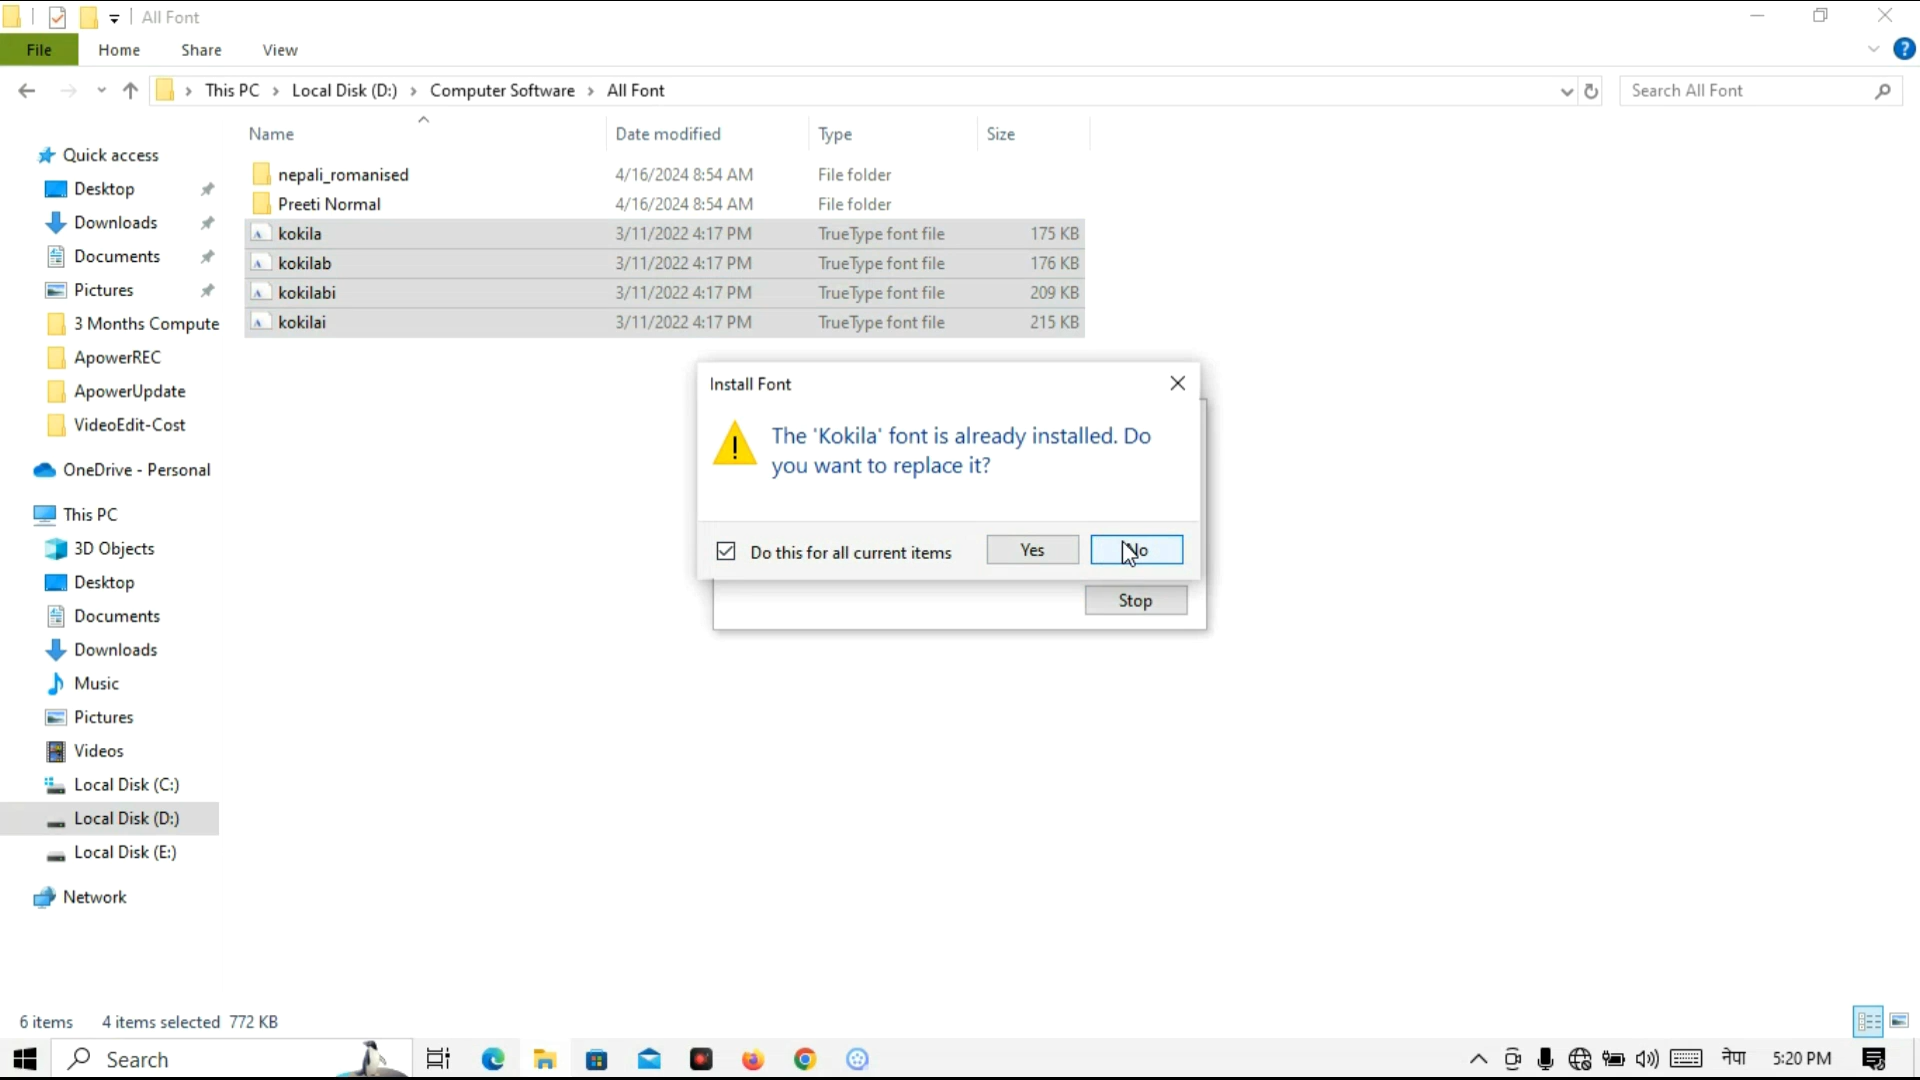 All Font
File Home Share View
This PC > Local Disk (D:) > Computer Software > All Font
Search All Font
Name Date modified Type Size
nepali_romanised 4/16/2024 8:54 AM File folder
Preeti Normal 4/16/2024 8:54 AM File folder
kokila 3/11/2022 4:17 PM TrueType font file 175 KB
kokilab 3/11/2022 4:17 PM TrueType font file 176 KB
kokilabi 3/11/2022 4:17 PM TrueType font file 209 KB
kokilai 3/11/2022 4:17 PM TrueType font file 215 KB
Quick access
Desktop
Downloads
Documents
Pictures
3 Months Compute
ApowerREC
ApowerUpdate
VideoEdit-Cost
OneDrive - Personal
This PC
3D Objects
Desktop
Documents
Downloads
Music
Pictures
Videos
Local Disk (C:)
Local Disk (D:)
Local Disk (E:)
Network
Install Font
The 'Kokila' font is already installed. Do
you want to replace it?
Do this for all current items Yes No
Stop
6 items 4 items selected 772 KB
Search
नेपा 5:20 PM